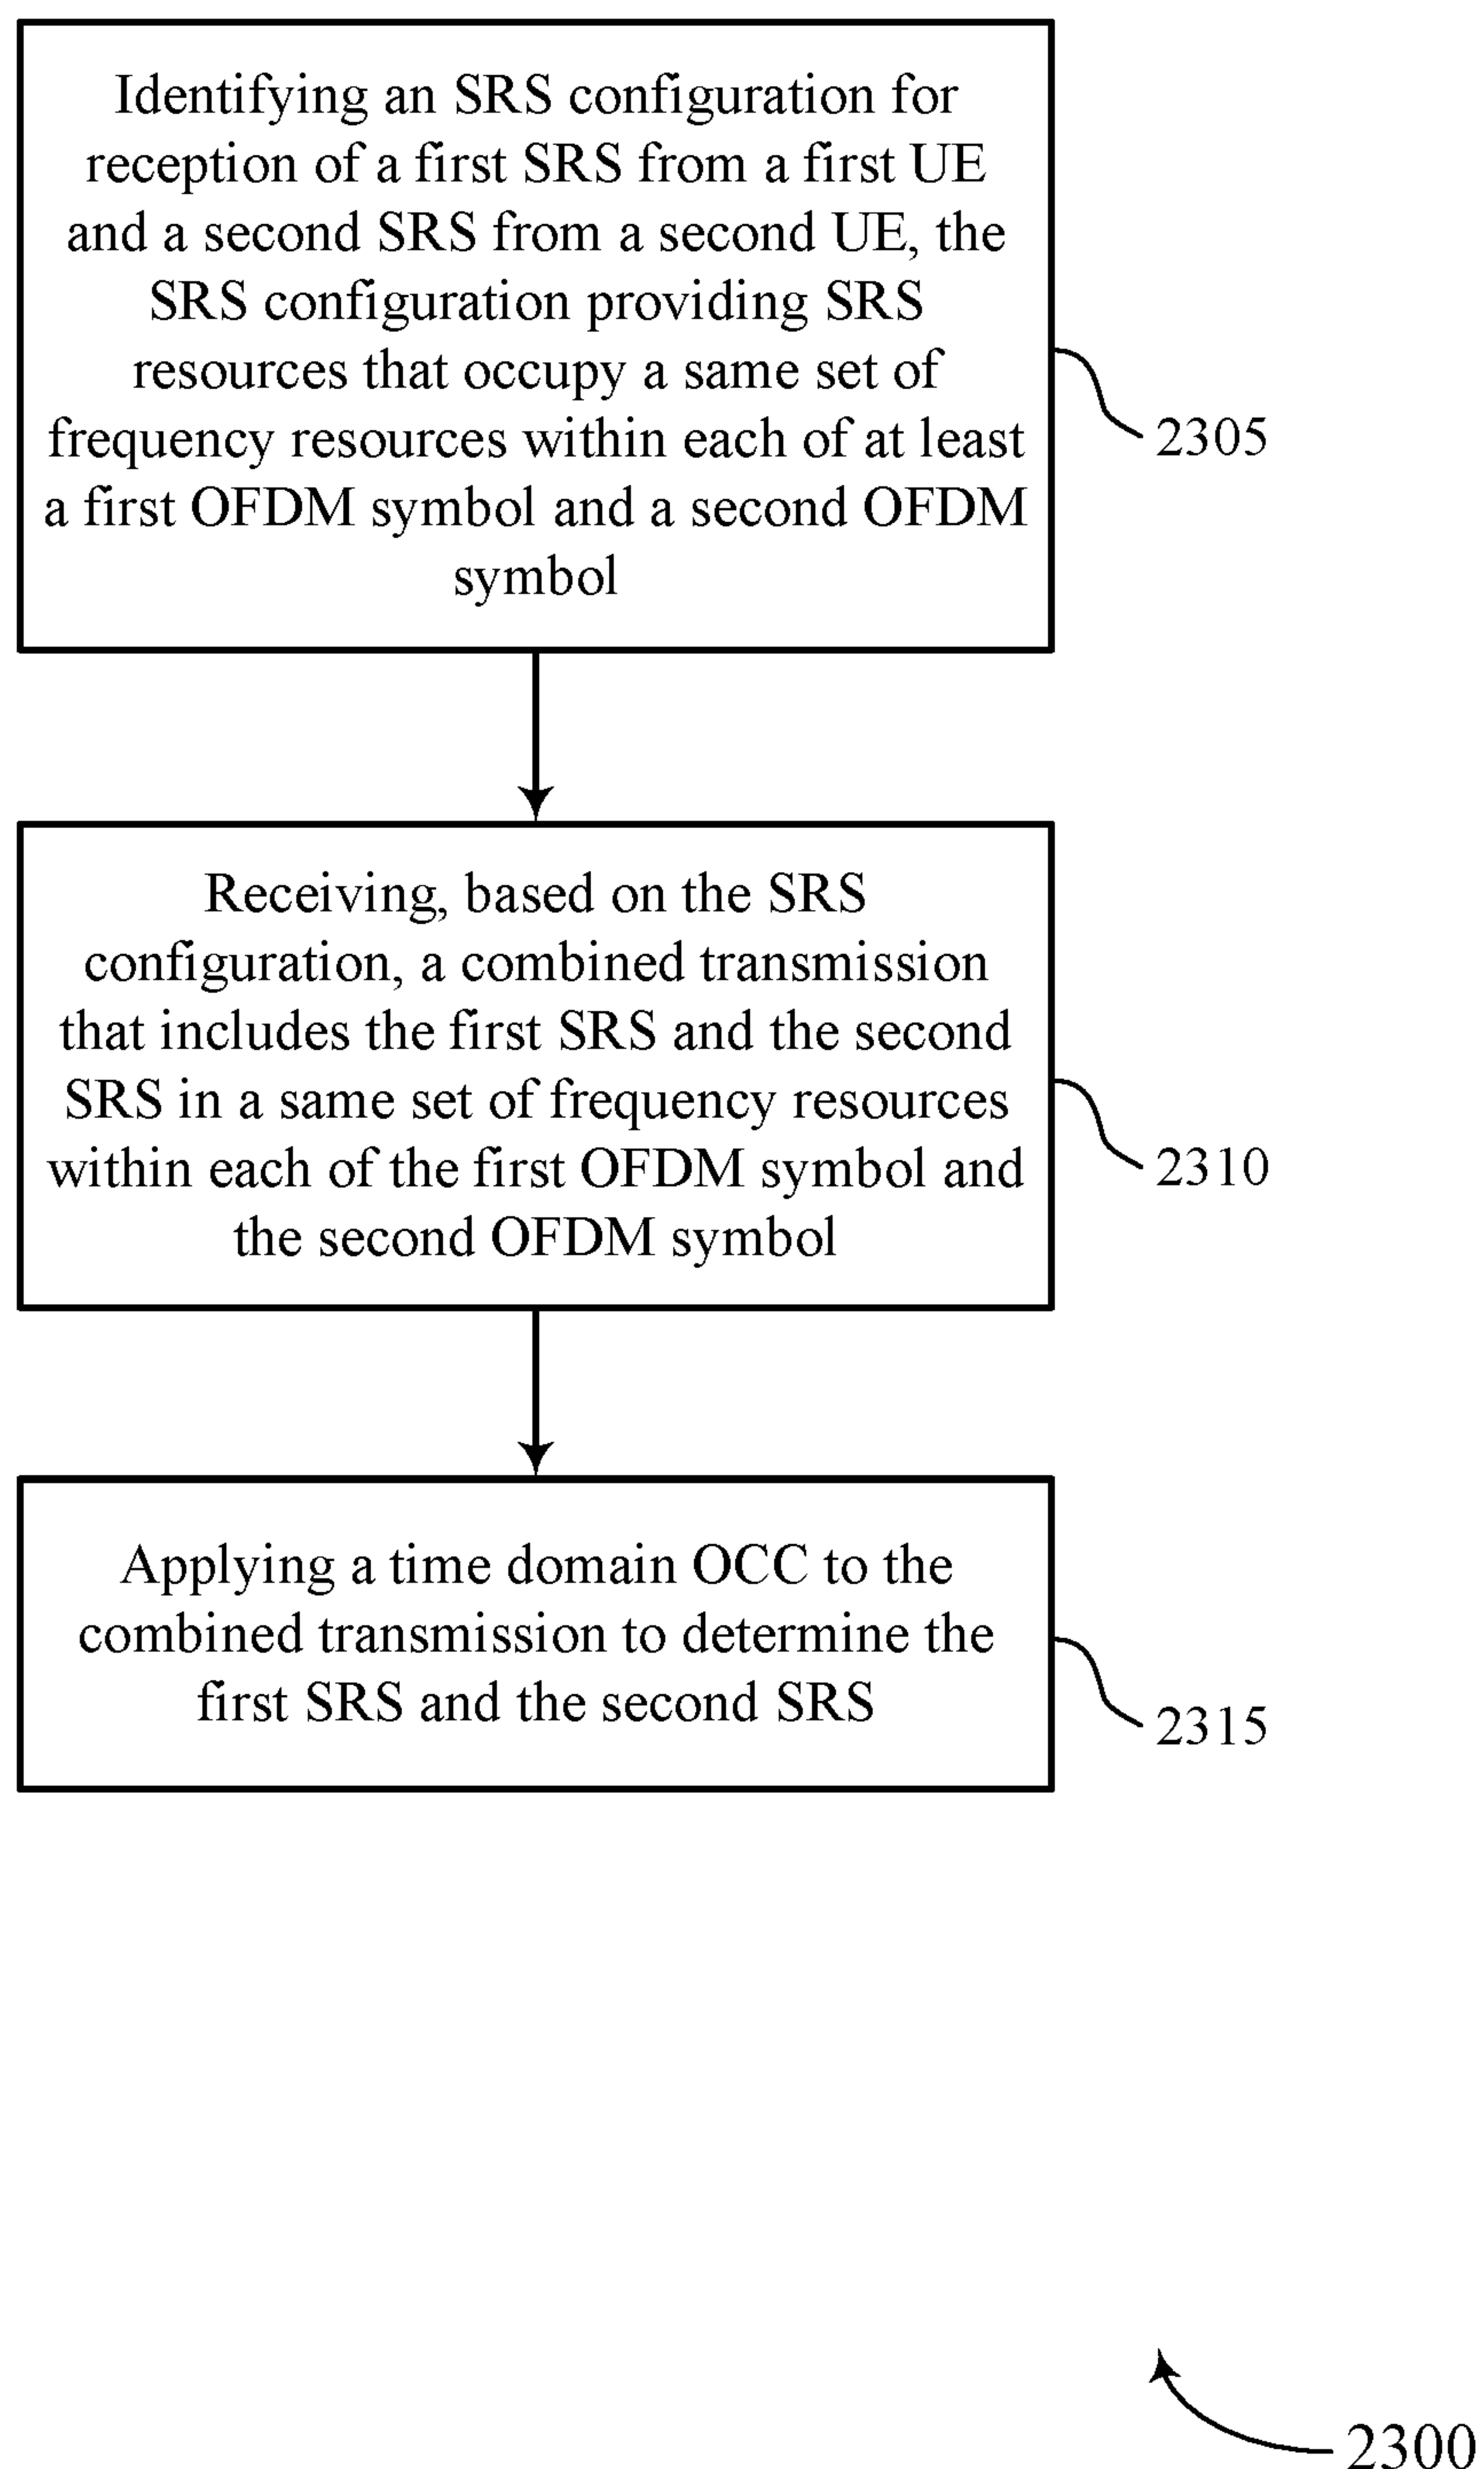 Identifying an SRS configuration for
reception of a first SRS from a first UE
and a second SRS from a second UE, the
SRS configuration providing SRS
resources that occupy a same set of
frequency resources within each of at least
a first OFDM symbol and a second OFDM
symbol
2305
Receiving, based on the SRS
configuration, a combined transmission
that includes the first SRS and the second
SRS in a same set of frequency resources
within each of the first OFDM symbol and
the second OFDM symbol
2310
Applying a time domain OCC to the
combined transmission to determine the
first SRS and the second SRS
2315
2300